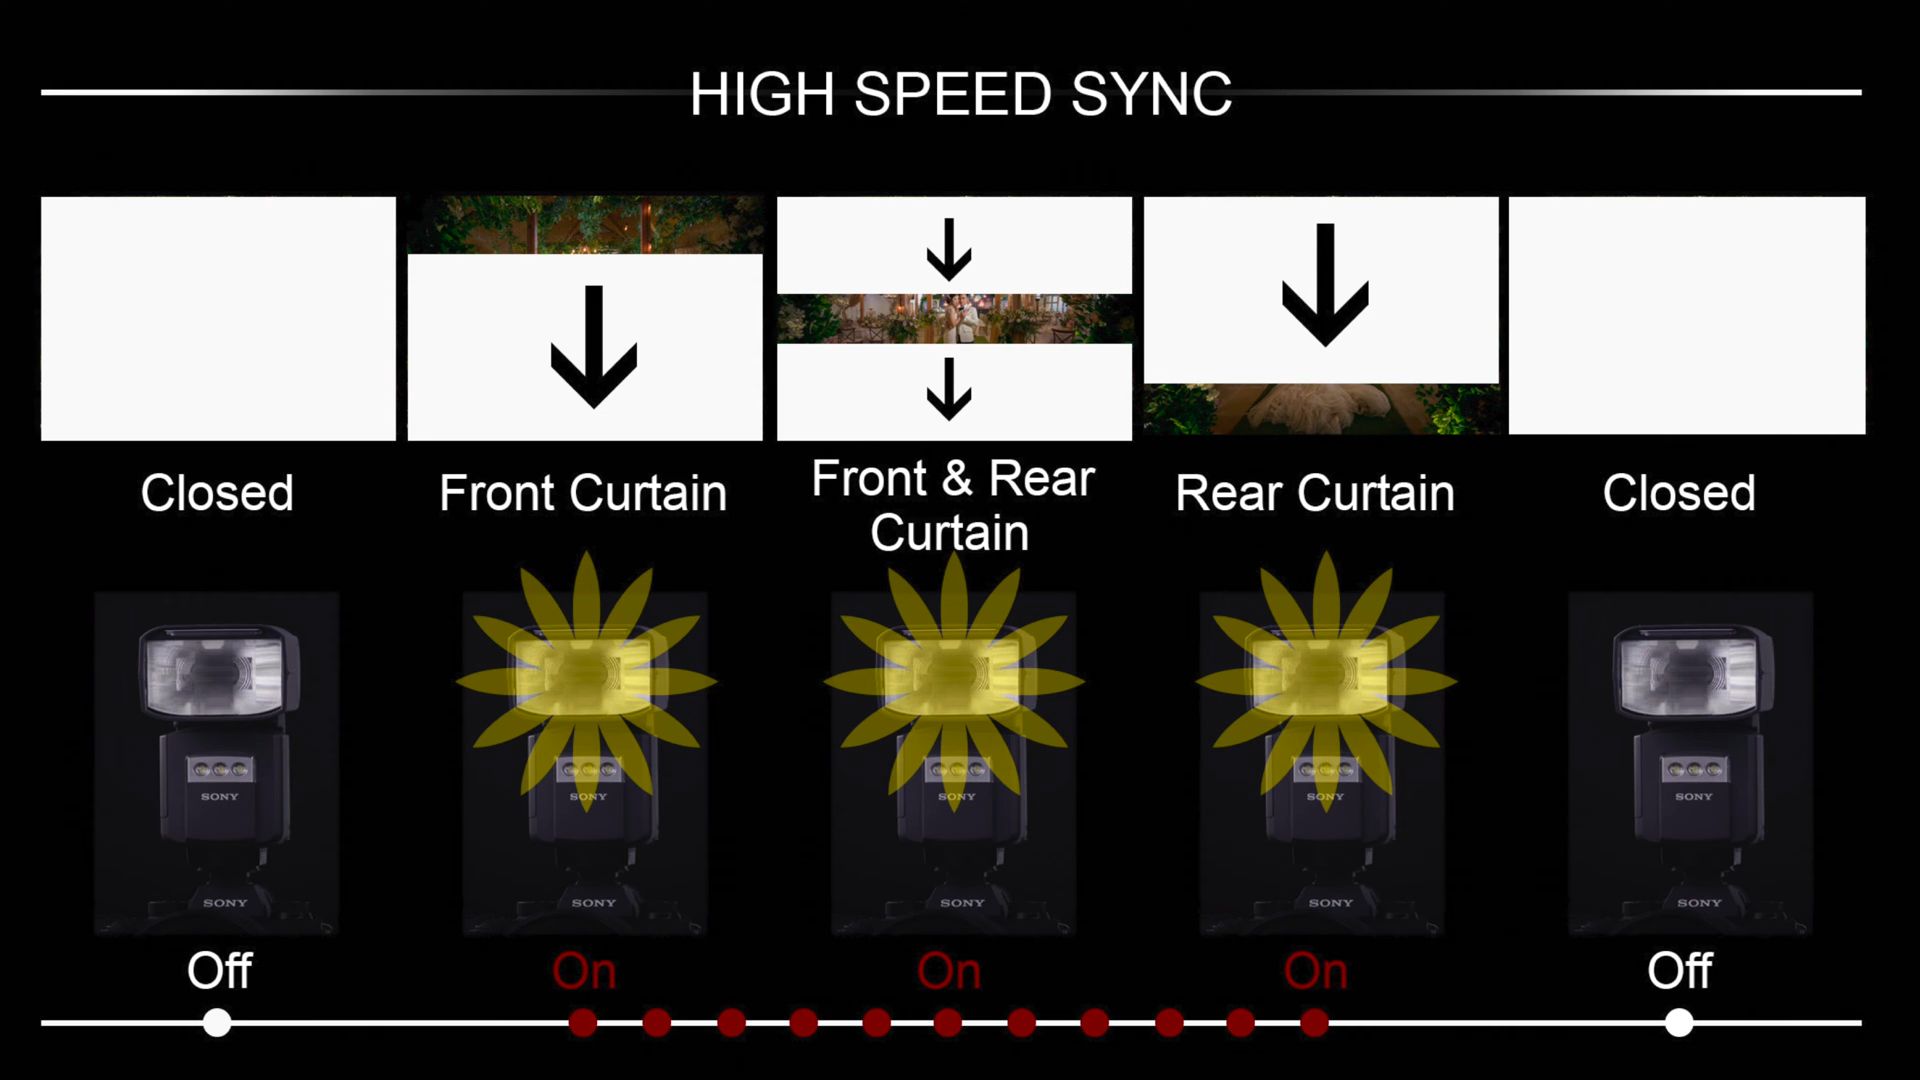 HIGH SPEED SYNC
Closed
Front Curtain
Front & Rear
Curtain
Rear Curtain
Closed
SONY
SONY
SONY
SONY
SONY
SONY
SONY
SONY
SONY
SONY
Off
On
On
On
Off